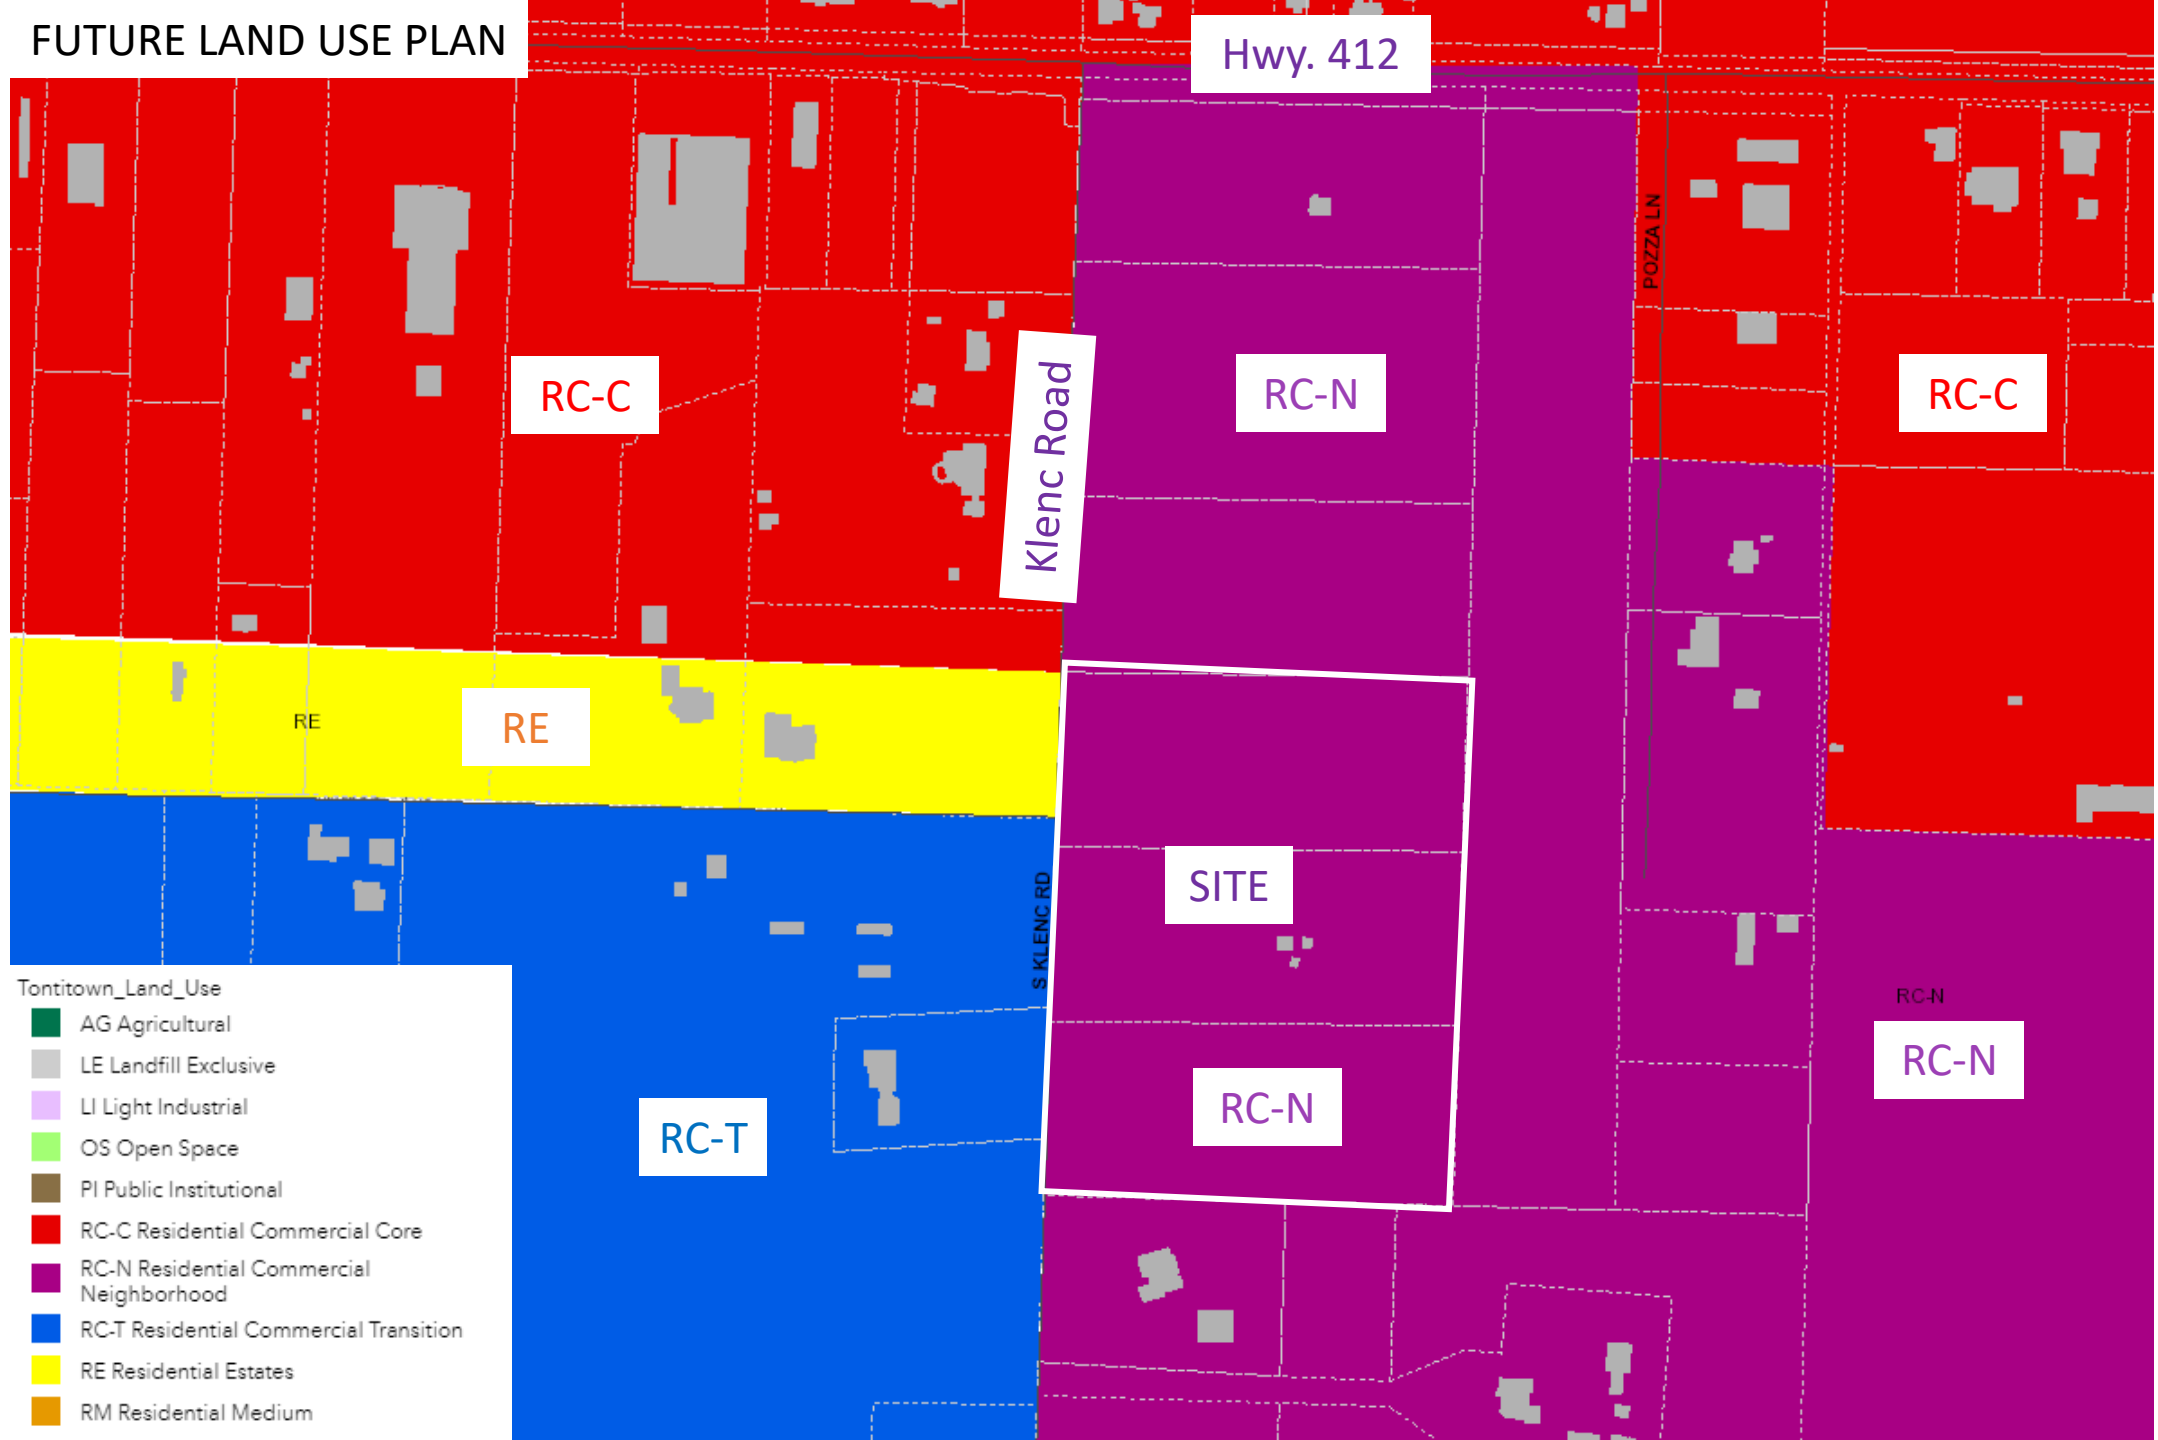 FUTURE LAND USE PLAN
Hwy. 412
POZZA LN
RC-C
RC-N
RC-C
Klenc Road
RE
RE
SITE
S KLENC RD
RC-N
RC-N
RC-N
RC-T
Tontitown_Land_Use
AG Agricultural
LE Landfill Exclusive
LI Light Industrial
OS Open Space
PI Public Institutional
RC-C Residential Commercial Core
RC-N Residential Commercial
Neighborhood
RC-T Residential Commercial Transition
RE Residential Estates
RM Residential Medium